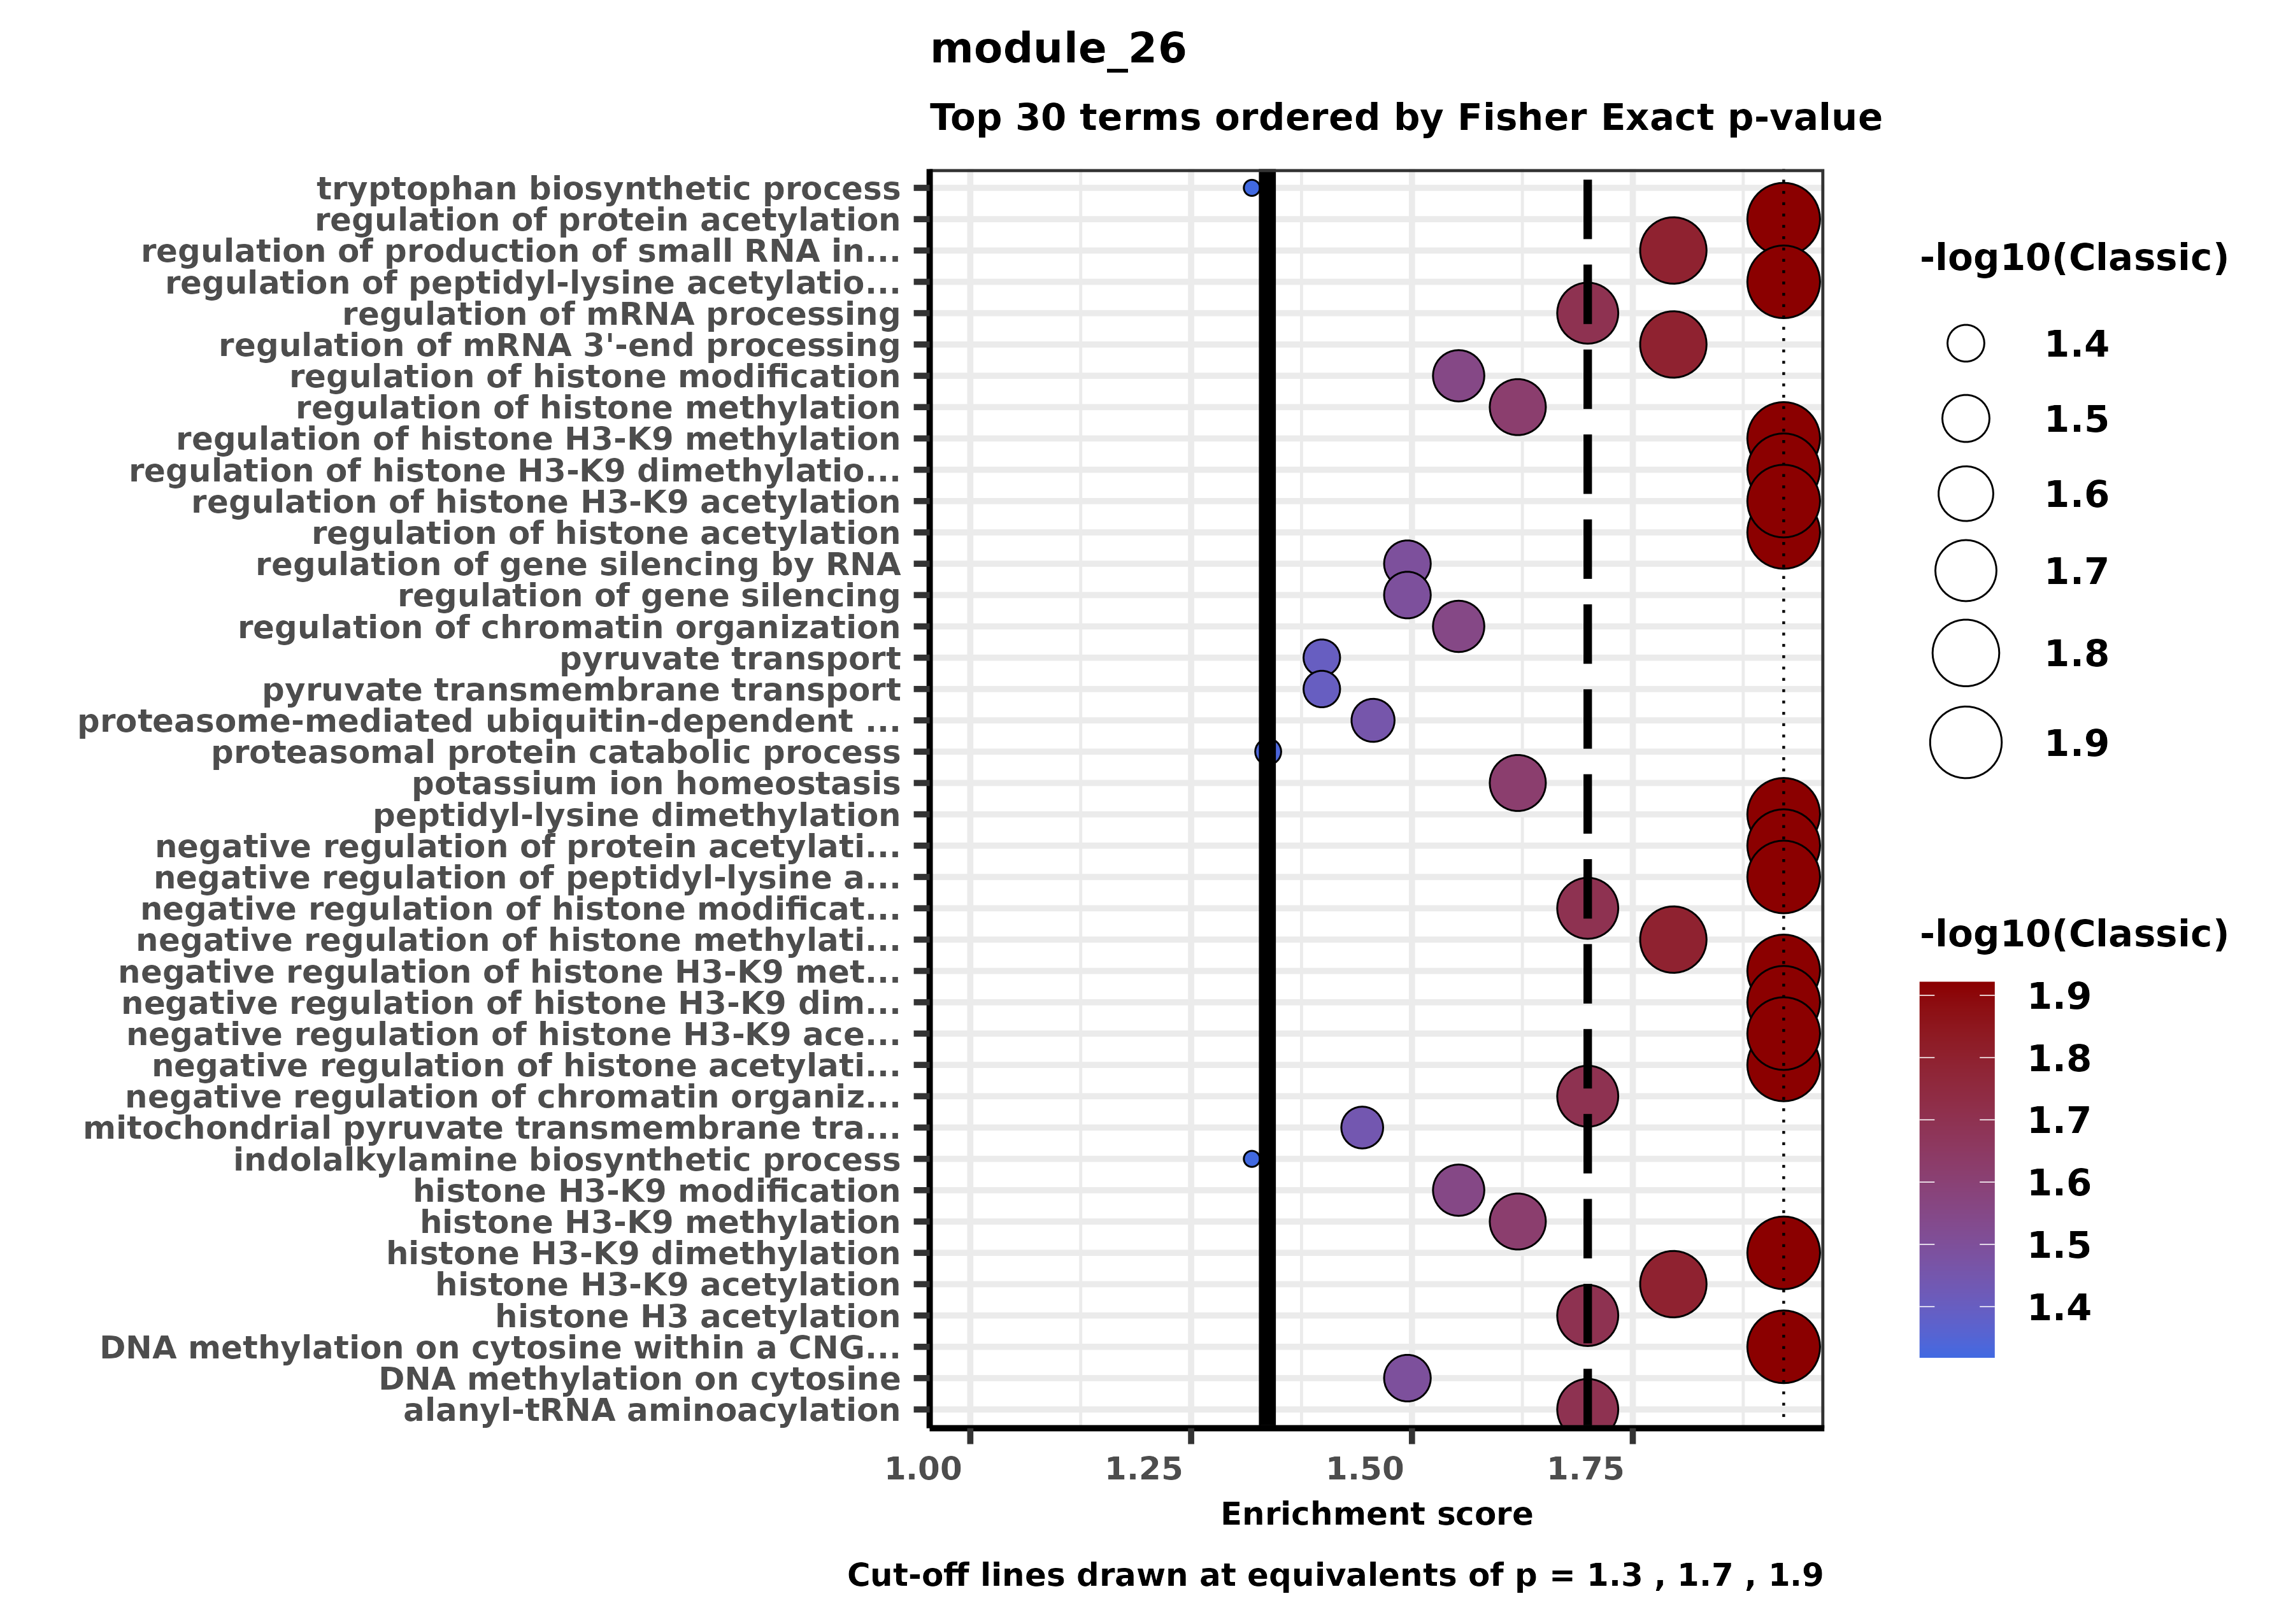 module_26
Top 30 terms ordered by Fisher Exact p-value
tryptophan biosynthetic process
regulation of protein acetylation
regulation of production of small RNA in...
regulation of peptidyl-lysine acetylatio...
regulation of mRNA processing
regulation of mRNA 3'-end processing
regulation of histone modification
regulation of histone methylation
regulation of histone H3-K9 methylation
regulation of histone H3-K9 dimethylatio...
regulation of histone H3-K9 acetylation
regulation of histone acetylation
regulation of gene silencing by RNA
regulation of gene silencing
regulation of chromatin organization
pyruvate transport
pyruvate transmembrane transport
proteasome-mediated ubiquitin-dependent ...
proteasomal protein catabolic process
potassium ion homeostasis
peptidyl-lysine dimethylation
negative regulation of protein acetylati...
negative regulation of peptidyl-lysine a...
negative regulation of histone modificat...
negative regulation of histone methylati...
negative regulation of histone H3-K9 met...
negative regulation of histone H3-K9 dim...
negative regulation of histone H3-K9 ace...
negative regulation of histone acetylati...
negative regulation of chromatin organiz...
mitochondrial pyruvate transmembrane tra...
indolalkylamine biosynthetic process
histone H3-K9 modification
histone H3-K9 methylation
histone H3-K9 dimethylation
histone H3-K9 acetylation
histone H3 acetylation
DNA methylation on cytosine within a CNG...
DNA methylation on cytosine
alanyl-tRNA aminoacylation
1.00 1.25 1.50 1.75
Enrichment score
Cut-off lines drawn at equivalents of p = 1.3 , 1.7 , 1.9
-log10(Classic)
1.4
1.5
1.6
1.7
1.8
1.9
-log10(Classic)
1.9
1.8
1.7
1.6
1.5
1.4